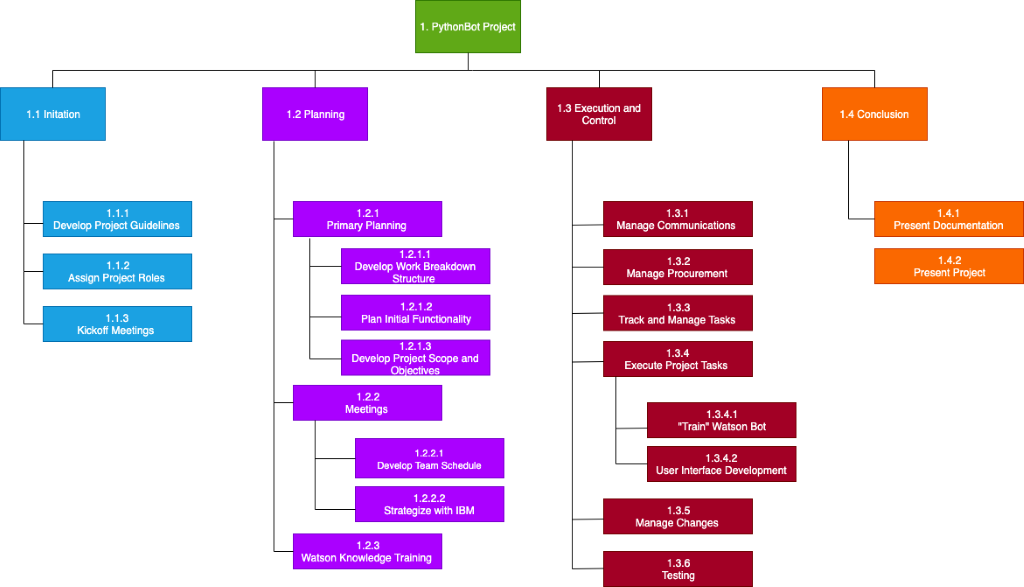 1. PythonBot Project
1.1 Initation
1.2 Planning
1.3 Execution and
Control
1.4 Conclusion
1.1.1
Develop Project Guidelines
1.1.2
Assign Project Roles
1.1.3
Kickoff Meetings
1.2.1
Primary Planning
1.2.1.1
Develop Work Breakdown
Structure
1.2.1.2
Plan Initial Functionality
1.2.1.3
Develop Project Scope and
Objectives
1.2.2
Meetings
1.2.2.1
Develop Team Schedule
1.2.2.2
Strategize with IBM
1.2.3
Watson Knowledge Training
1.3.1
Manage Communications
1.3.2
Manage Procurement
1.3.3
Track and Manage Tasks
1.3.4
Execute Project Tasks
1.3.4.1
"Train" Watson Bot
1.3.4.2
User Interface Development
1.3.5
Manage Changes
1.3.6
Testing
1.4.1
Present Documentation
1.4.2
Present Project